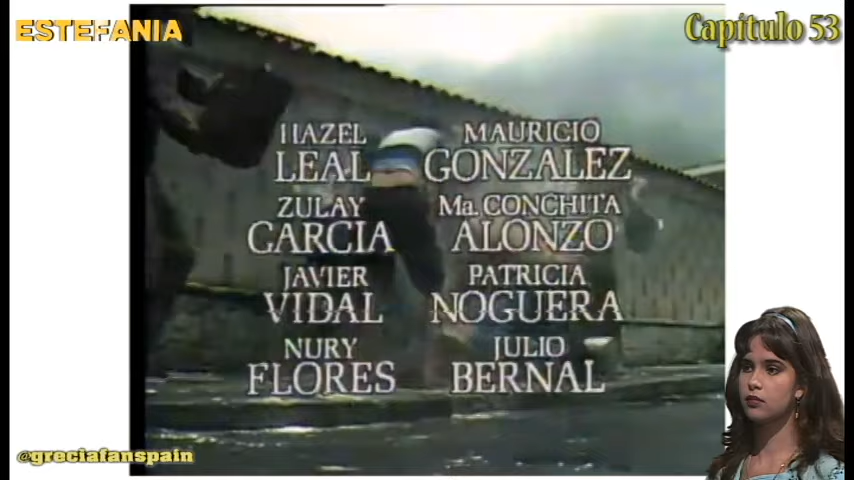 ESTEFANIA
Capitulo 53
HAZEL
LEAL
MAURICIO
GONZALEZ
ZULAY
GARCIA
Ma. CONCHITA
ALONZO
JAVIER
VIDAL
PATRICIA
NOGUERA
NURY
FLORES
JULIO
BERNAL
@greciafanspain